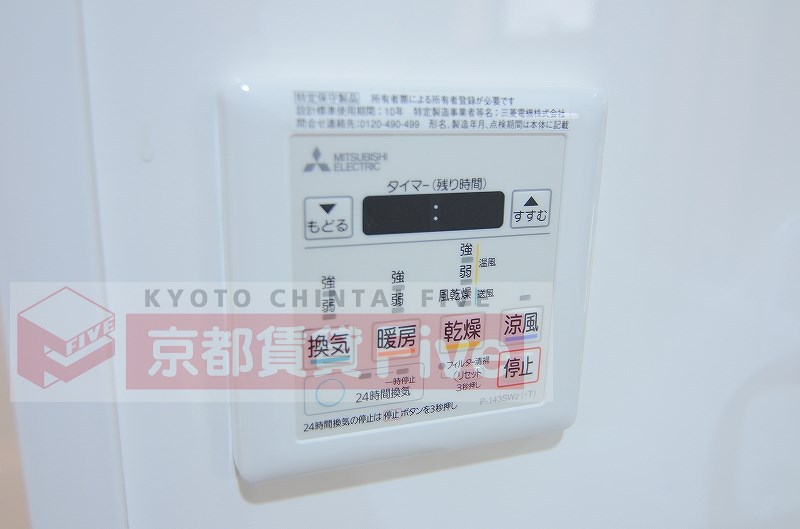 特定保守製品 所有者票による所有者登録が必要です
設計標準使用期間：10年 特定製造事業者等名：三菱電機株式会社
問合せ連絡先:0120-490-499 形名、製造年月、点検期間は本体に記載
MITSUBISHI
ELECTRIC
タイマー(残り時間)
▼
もどる
:
▲
すすむ
強
弱
強
弱
強
弱
温風
風乾燥
送風
KYOTO CHINTAI FIVE
換気
暖房
乾燥
涼風
FIVE
京都賃貸Five
一時停止
24時間換気
フィルター清掃
リセット
3秒押し
停止
24時間換気の停止は 停止 ボタンを3秒押し